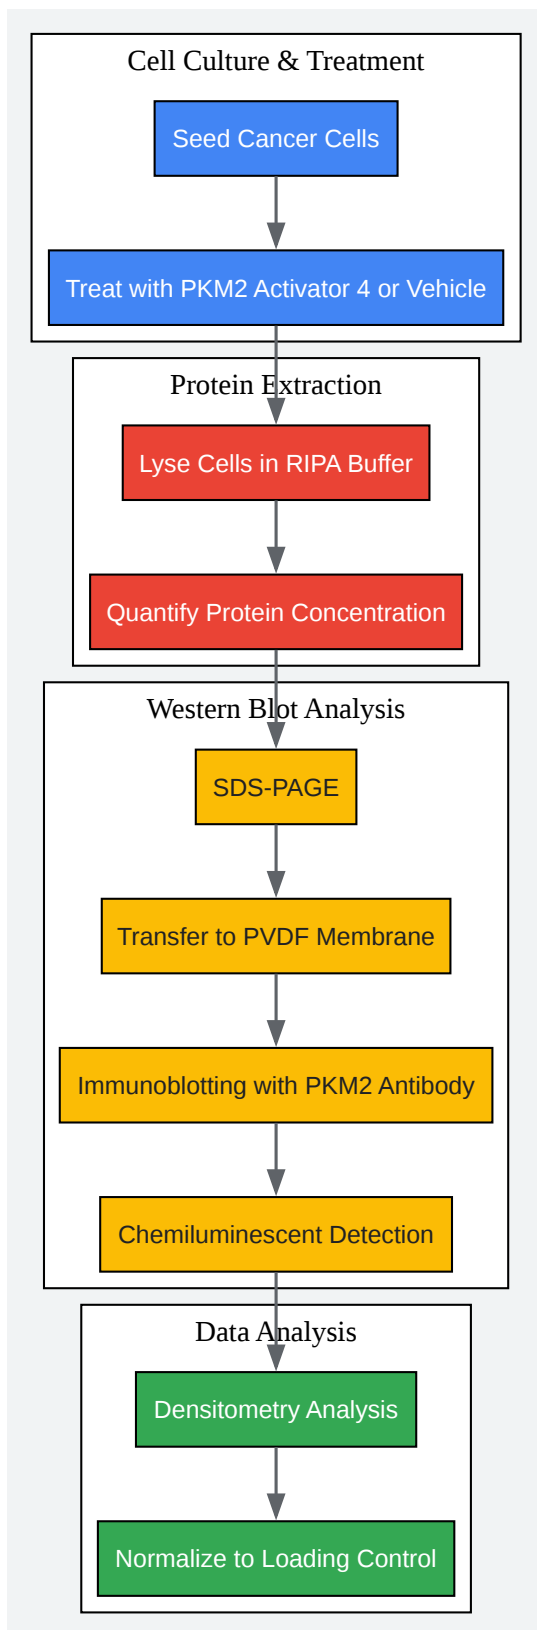 Cell Culture & Treatment
Seed Cancer Cells
Treat with PKM2 Activator 4 or Vehicle
Protein Extraction
Lyse Cells in RIPA Buffer
Quantify Protein Concentration
Western Blot Analysis
SDS-PAGE
Transfer to PVDF Membrane
Immunoblotting with PKM2 Antibody
Chemiluminescent Detection
Data Analysis
Densitometry Analysis
Normalize to Loading Control